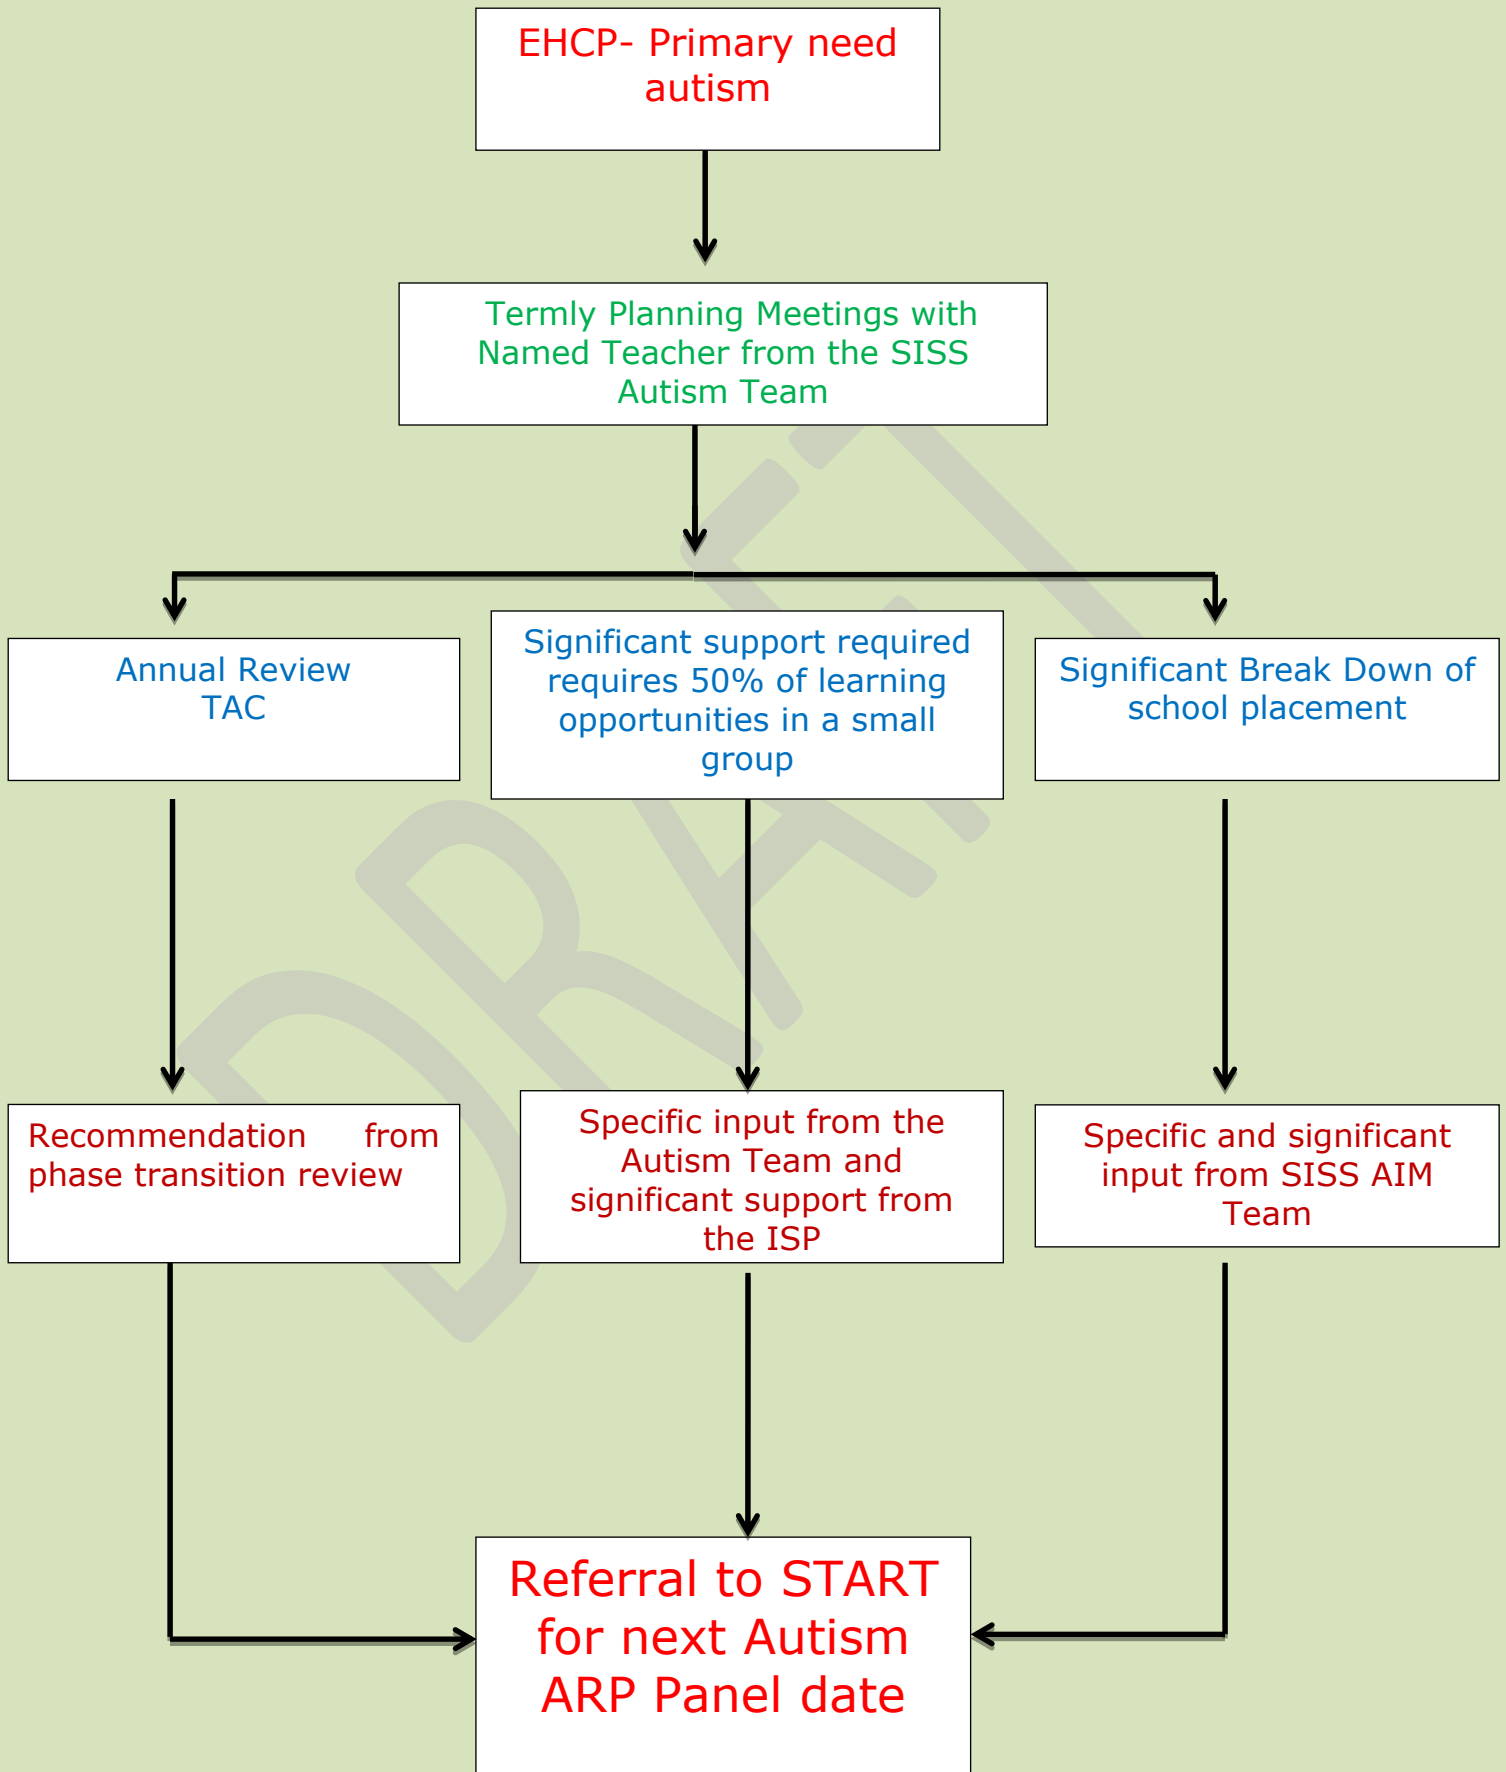 EHCP- Primary need
autism
Termly Planning Meetings with
Named Teacher from the SISS
Autism Team
Annual Review
TAC
Significant support required
requires 50% of learning
opportunities in a small
group
Significant Break Down of
school placement
Recommendation from
phase transition review
Specific input from the
Autism Team and
significant support from
the ISP
Specific and significant
input from SISS AIM
Team
Referral to START
for next Autism
ARP Panel date
DRAFT